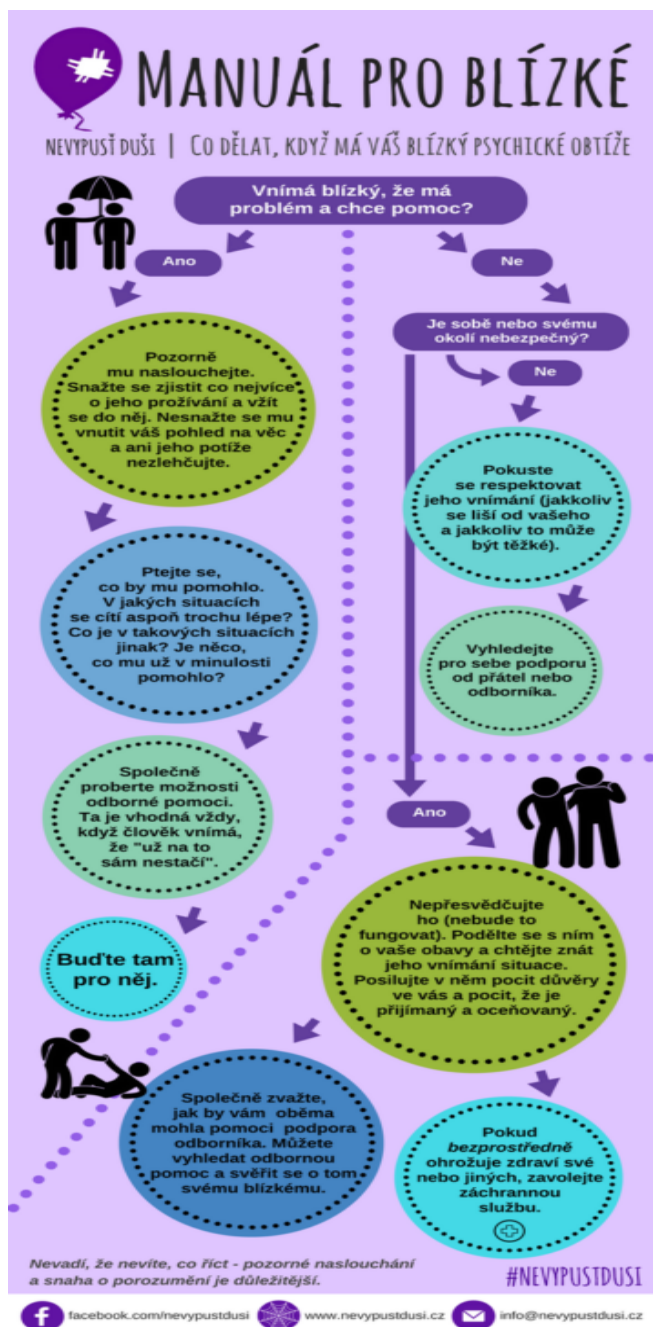 MANUÁL PRO BLÍZKÉ
NEVYPUSŤ DUŠI | CO DĚLAT, KDYŽ MÁ VÁŠ BLÍZKÝ PSYCHICKÉ OBTÍŽE
Vnímá blízký, že má
problém a chce pomoc?
Ano
Pozorně
mu naslouchejte.
Snažte se zjistit co nejvíce
o jeho prožívání a vžít
se do něj. Nesnažte se mu
vnutit váš pohled na věc
a ani jeho potíže
nezlehčujte.
Ptejte se,
co by mu pomohlo.
V jakých situacích
se cítí aspoň trochu lépe?
Co je v takových situacích
jinak? Je něco,
co mu už v minulosti
pomohlo?
Společně
proberte možnosti
odborné pomoci.
Ta je vhodná vždy,
když člověk vnímá,
že "už na to
sám nestačí".
Buďte tam
pro něj.
Ne
Je sobě nebo svému
okolí nebezpečný?
Ne
Pokuste
se respektovat
jeho vnímání (jakkoliv
se liší od vašeho
a jakkoliv to může
být těžké).
Vyhledejte
pro sebe podporu
od přátel nebo
odborníka.
Ano
Nepřesvědčujte
ho (nebude to
fungovat). Podělte se s ním
o vaše obavy a chtějte znát
jeho vnímání situace.
Posilujte v něm pocit důvěry
ve vás a pocit, že je
přijímaný a oceňovaný.
Společně zvažte,
jak by vám oběma
mohla pomoci podpora
odborníka. Můžete
vyhledat odbornou
pomoc a svěřit se o tom
svému blízkému.
Pokud
bezprostředně
ohrožuje zdraví své
nebo jiných, zavolejte
záchrannou
službu.
Nevadí, že nevíte, co říct - pozorné naslouchání
a snaha o porozumění je důležitější.
#NEVYPUSTDUSI
facebook.com/nevypustdusi www.nevypustdusi.cz info@nevypustdusi.cz